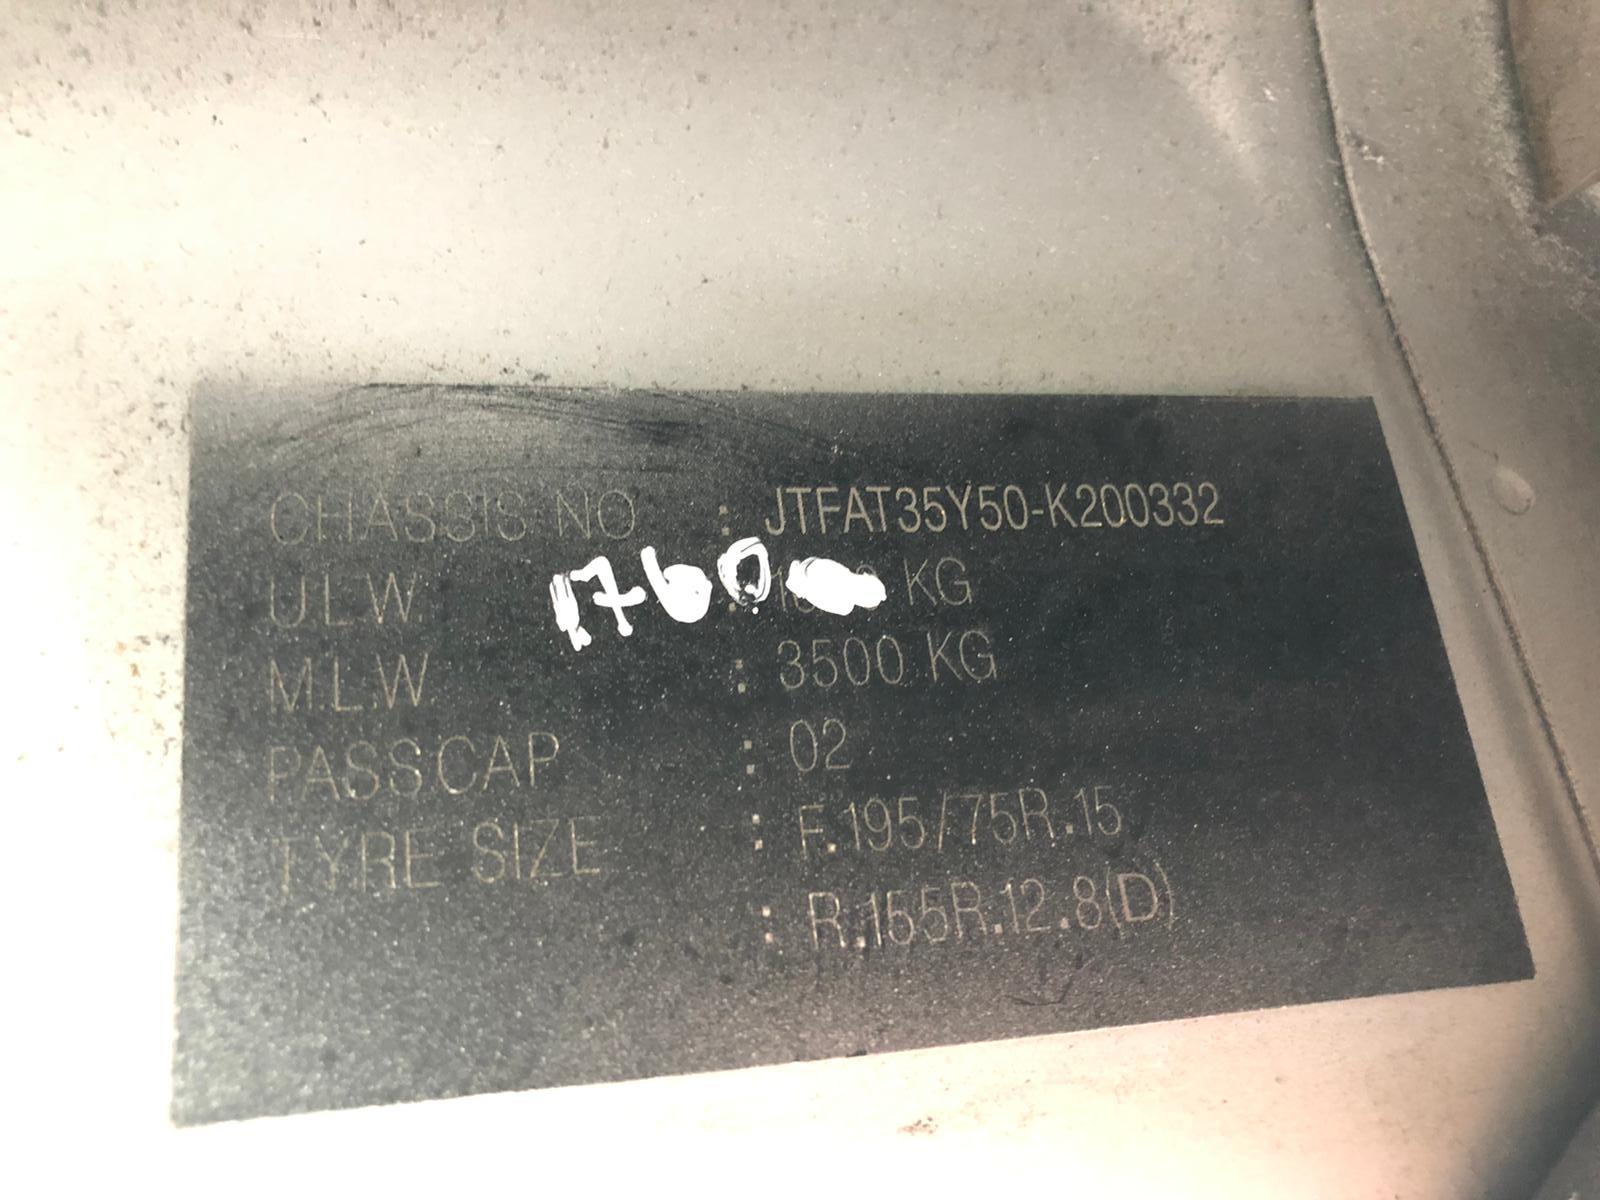 CHASSIS NO : JTFAT35Y50-K200332
U.L.W. 1760 : KG
M.L.W. : 3500 KG
PASS CAP : 02
TYRE SIZE : F.195/75R.15
: R.155R.12.8(D)